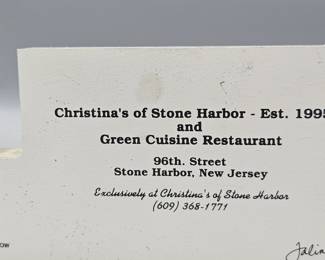 Christina's of Stone Harbor - Est. 1995
and
Green Cuisine Restaurant
96th. Street
Stone Harbor, New Jersey
Exclusively at Christina's of Stone Harbor
(609) 368-1771